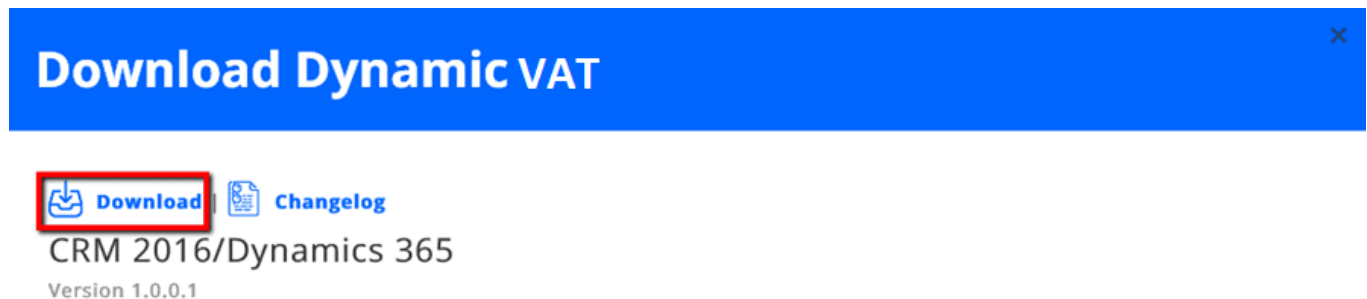 Download Dynamic VAT
Download | Changelog
CRM 2016/Dynamics 365
Version 1.0.0.1